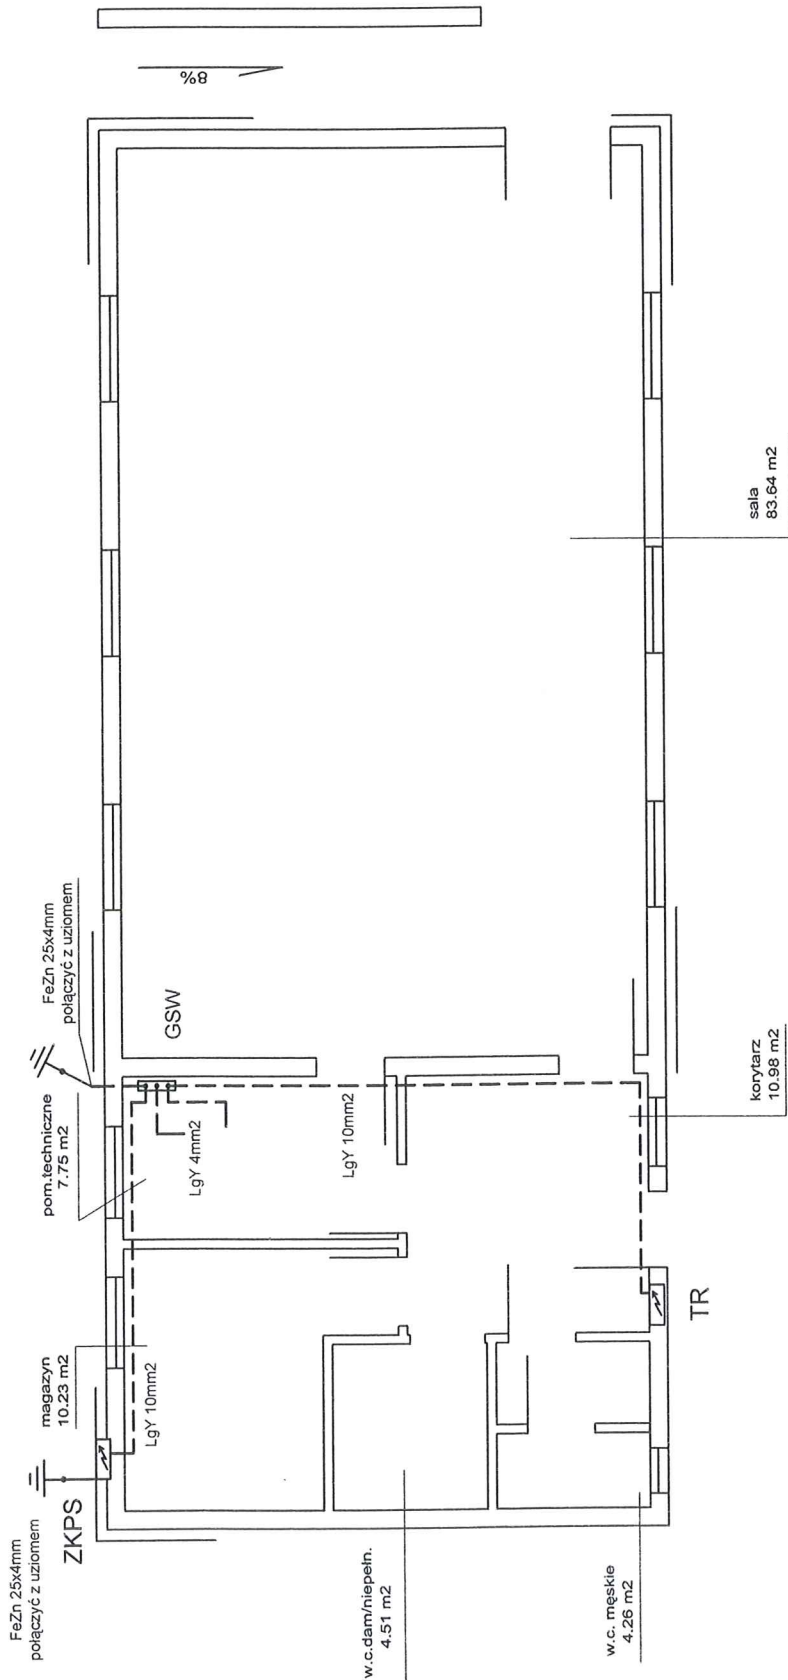 FeZn 25x4mm
połączyć z uziomem
ZKPS
magazyn
10.23 m2
LgY 10mm2
pom.techniczne
7.75 m2
LgY 4mm2
FeZn 25x4mm
połączyć z uziomem
GSW
LgY 10mm2
8%
w.c.dam/niepełn.
4.51 m2
w.c. męskie
4.26 m2
TR
korytarz
10.98 m2
sala
83.64 m2